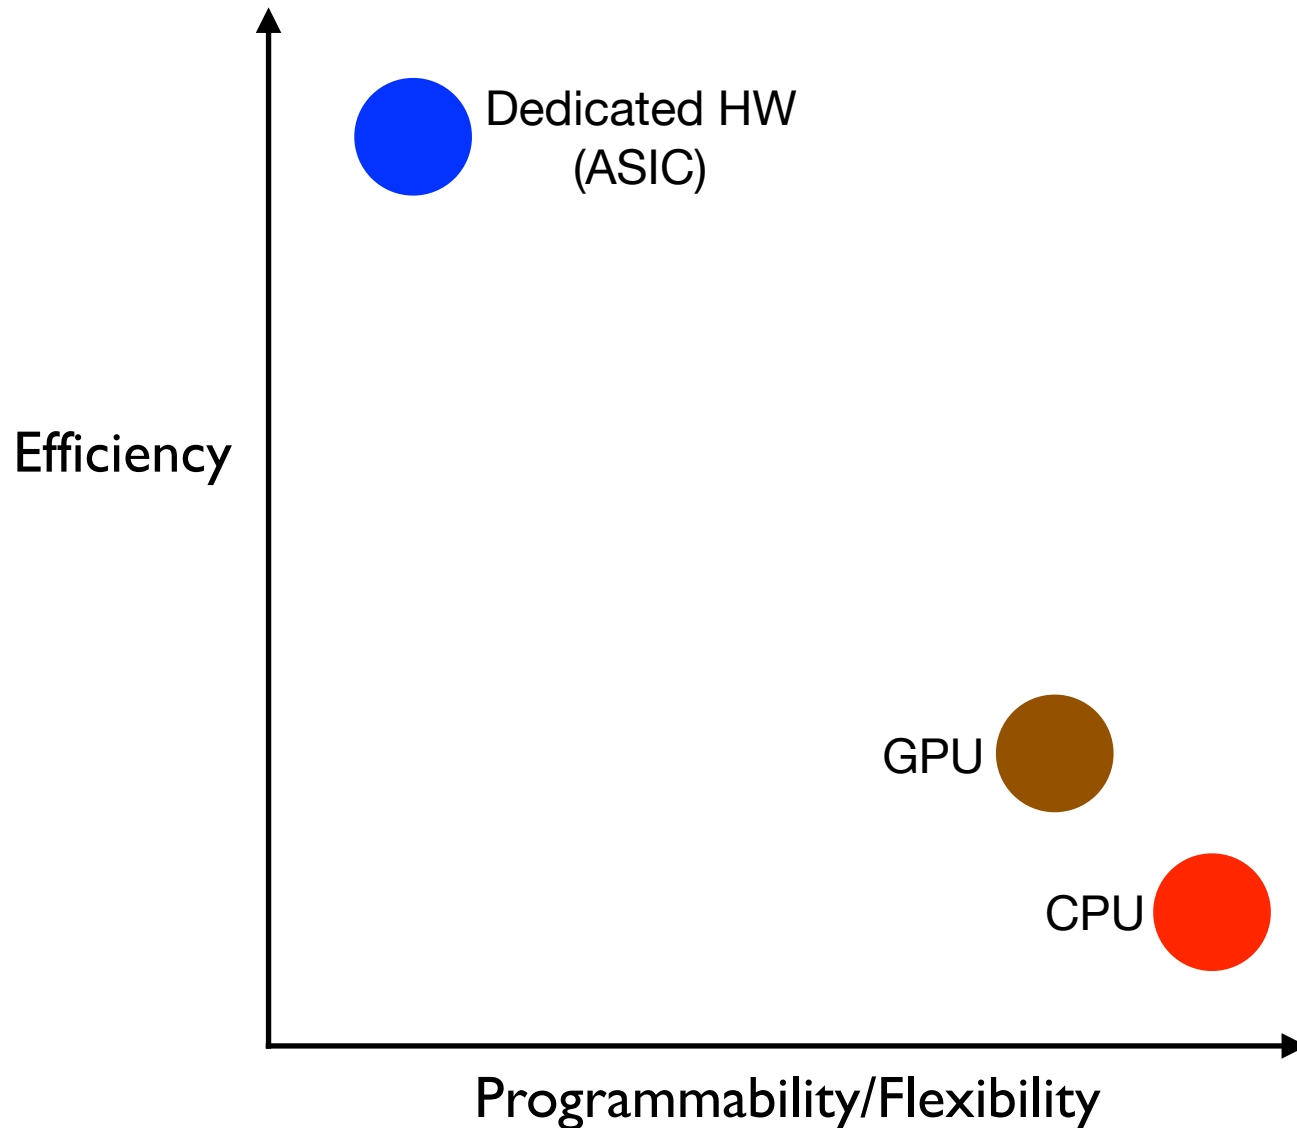 Dedicated HW
(ASIC)
Efficiency
GPU
CPU
Programmability/Flexibility